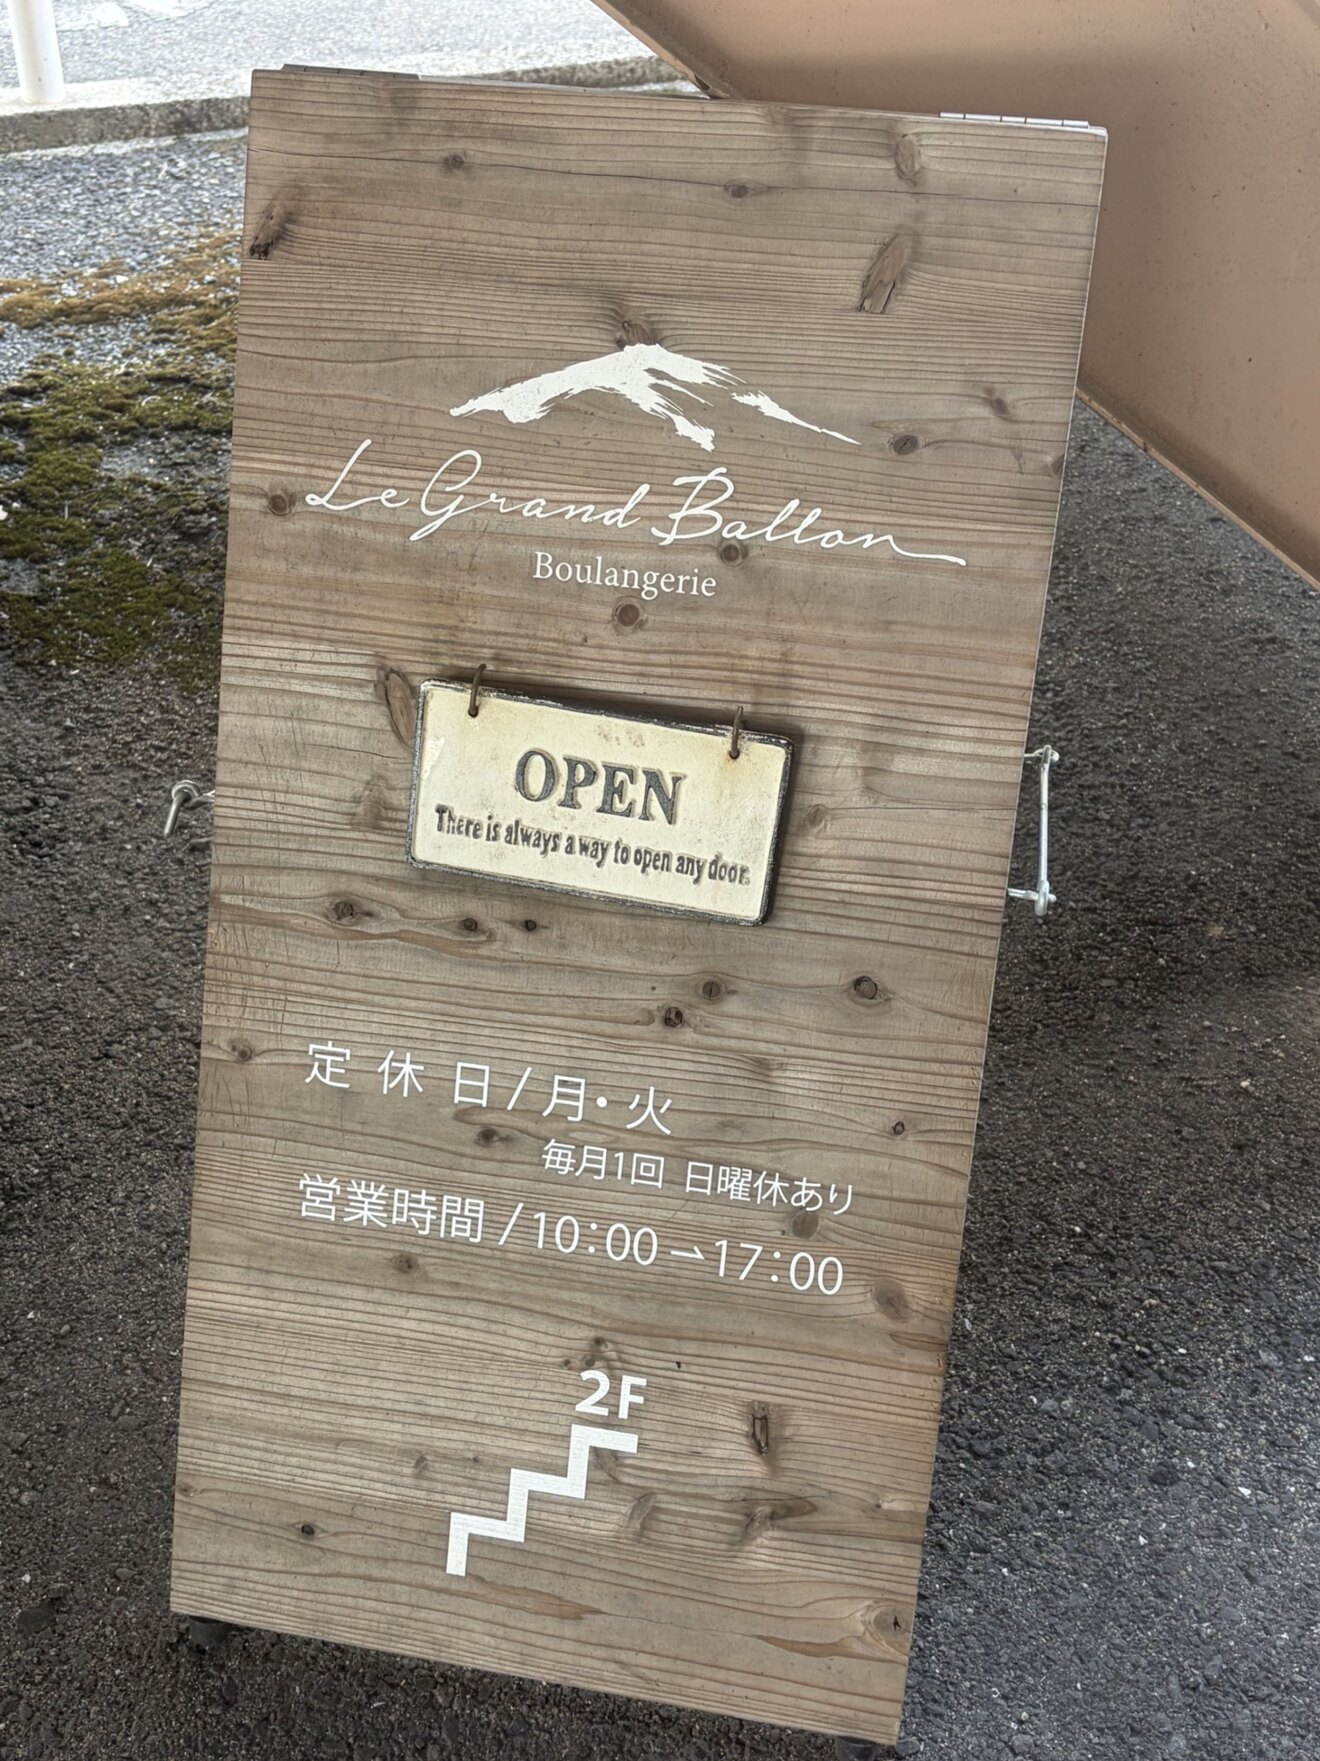 Le Grand Ballon
Boulangerie
OPEN
There is always a way to open any door.
定休日/月・火
毎月1回 日曜休あり
営業時間/10:00→17:00
2F